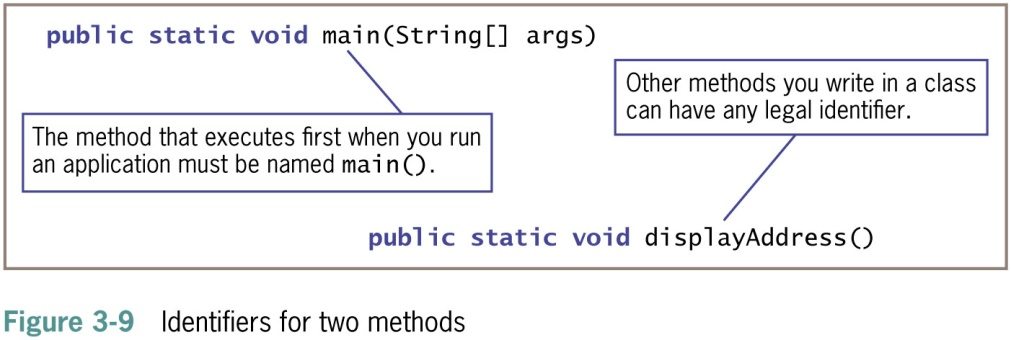 public static void main(String[] args)
Other methods you write in a class
can have any legal identifier.
The method that executes first when you run
an application must be named main().
public static void displayAddress()
Figure 3-9 Identifiers for two methods